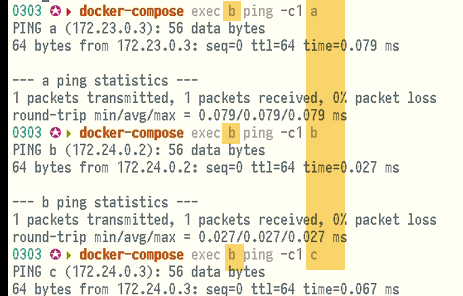 0303 ✪ ▸ docker-compose exec b ping -c1 a
PING a (172.23.0.3): 56 data bytes
64 bytes from 172.23.0.3: seq=0 ttl=64 time=0.079 ms
--- a ping statistics ---
1 packets transmitted, 1 packets received, 0% packet loss
round-trip min/avg/max = 0.079/0.079/0.079 ms
0303 ✪ ▸ docker-compose exec b ping -c1 b
PING b (172.24.0.2): 56 data bytes
64 bytes from 172.24.0.2: seq=0 ttl=64 time=0.027 ms
--- b ping statistics ---
1 packets transmitted, 1 packets received, 0% packet loss
round-trip min/avg/max = 0.027/0.027/0.027 ms
0303 ✪ ▸ docker-compose exec b ping -c1 c
PING c (172.24.0.3): 56 data bytes
64 bytes from 172.24.0.3: seq=0 ttl=64 time=0.067 ms